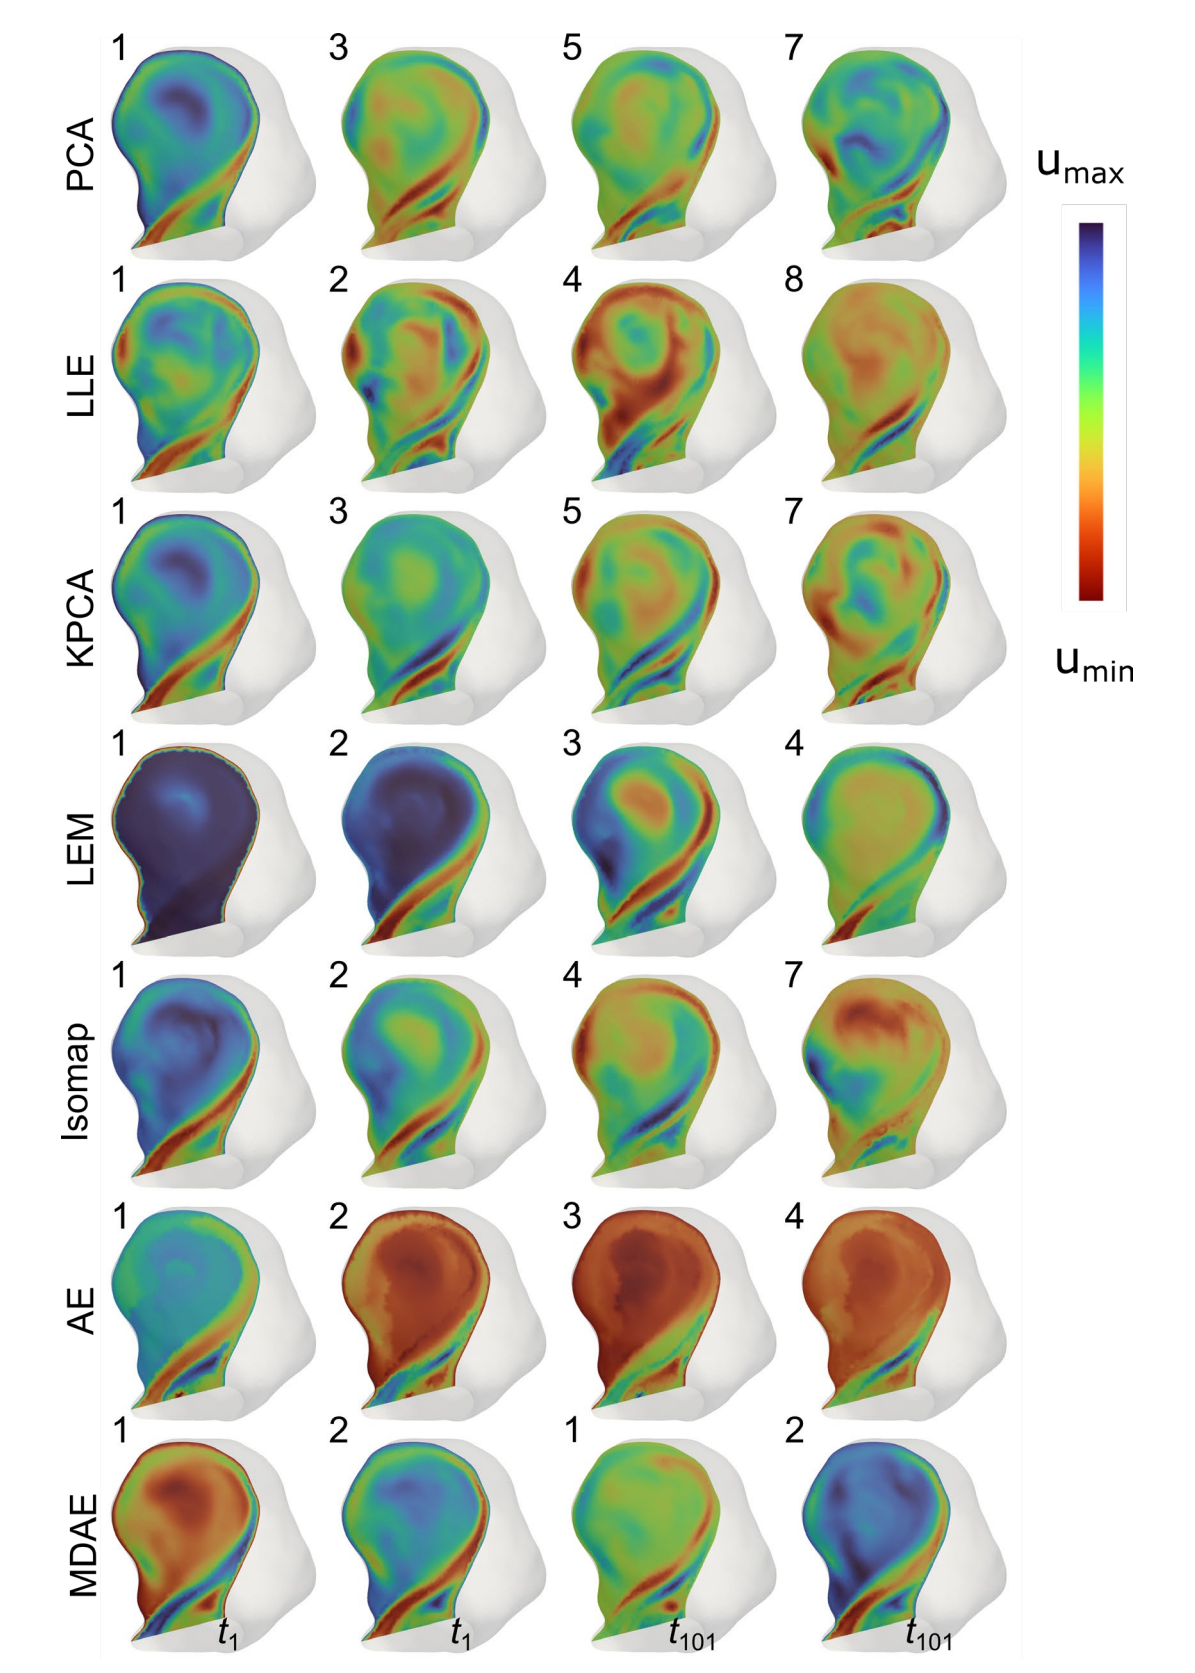 1 3 5 7
PCA
u_max
1 2 4 8
LLE
1 3 5 7
KPCA
u_min
1 2 3 4
LEM
1 2 4 7
Isomap
1 2 3 4
AE
1 2 1 2
MDAE
t_1 t_1 t_101 t_101